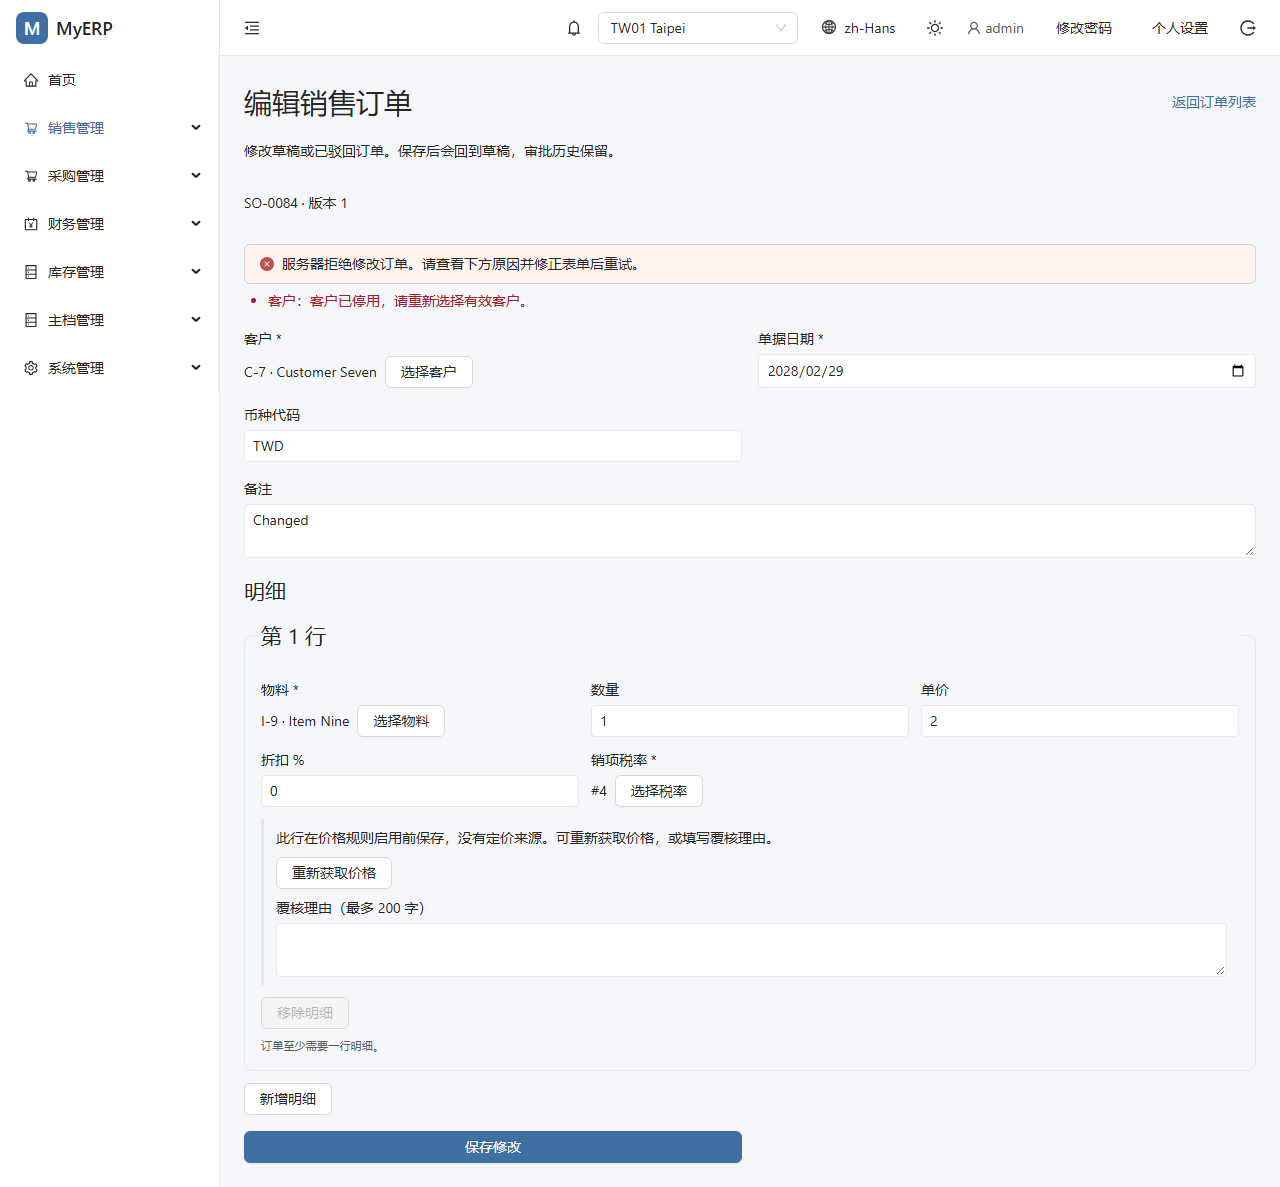 M MyERP
TW01 Taipei
zh-Hans
admin
修改密码
个人设置
首页
销售管理
采购管理
财务管理
库存管理
主档管理
系统管理
编辑销售订单
返回订单列表
修改草稿或已驳回订单。保存后会回到草稿，审批历史保留。
SO-0084 · 版本 1
服务器拒绝修改订单。请查看下方原因并修正表单后重试。
• 客户：客户已停用，请重新选择有效客户。
客户 *
单据日期 *
C-7 · Customer Seven 选择客户
2028/02/29
币种代码
TWD
备注
Changed
明细
第 1 行
物料 *
数量
单价
I-9 · Item Nine 选择物料
1
2
折扣 %
销项税率 *
0
#4 选择税率
此行在价格规则启用前保存，没有定价来源。可重新获取价格，或填写覆核理由。
重新获取价格
覆核理由（最多 200 字）
移除明细
订单至少需要一行明细。
新增明细
保存修改